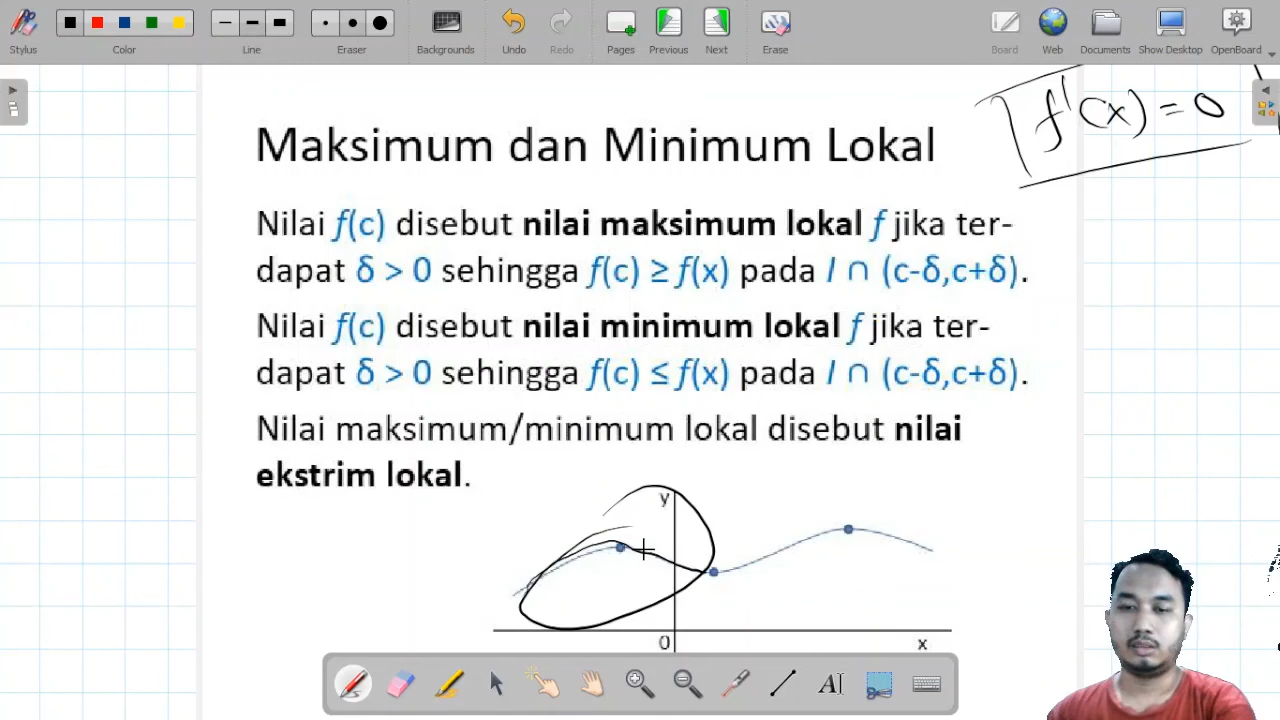 Stylus
Color
Line
Eraser
Backgrounds
Undo
Redo
Pages
Previous
Next
Erase
Board
Web
Documents
Show Desktop
OpenBoard
f'(x) = 0
Maksimum dan Minimum Lokal
Nilai f(c) disebut nilai maksimum lokal f jika ter-
dapat δ > 0 sehingga f(c) ≥ f(x) pada I ∩ (c-δ,c+δ).
Nilai f(c) disebut nilai minimum lokal f jika ter-
dapat δ > 0 sehingga f(c) ≤ f(x) pada I ∩ (c-δ,c+δ).
Nilai maksimum/minimum lokal disebut nilai
ekstrim lokal.
y
0
x
AI